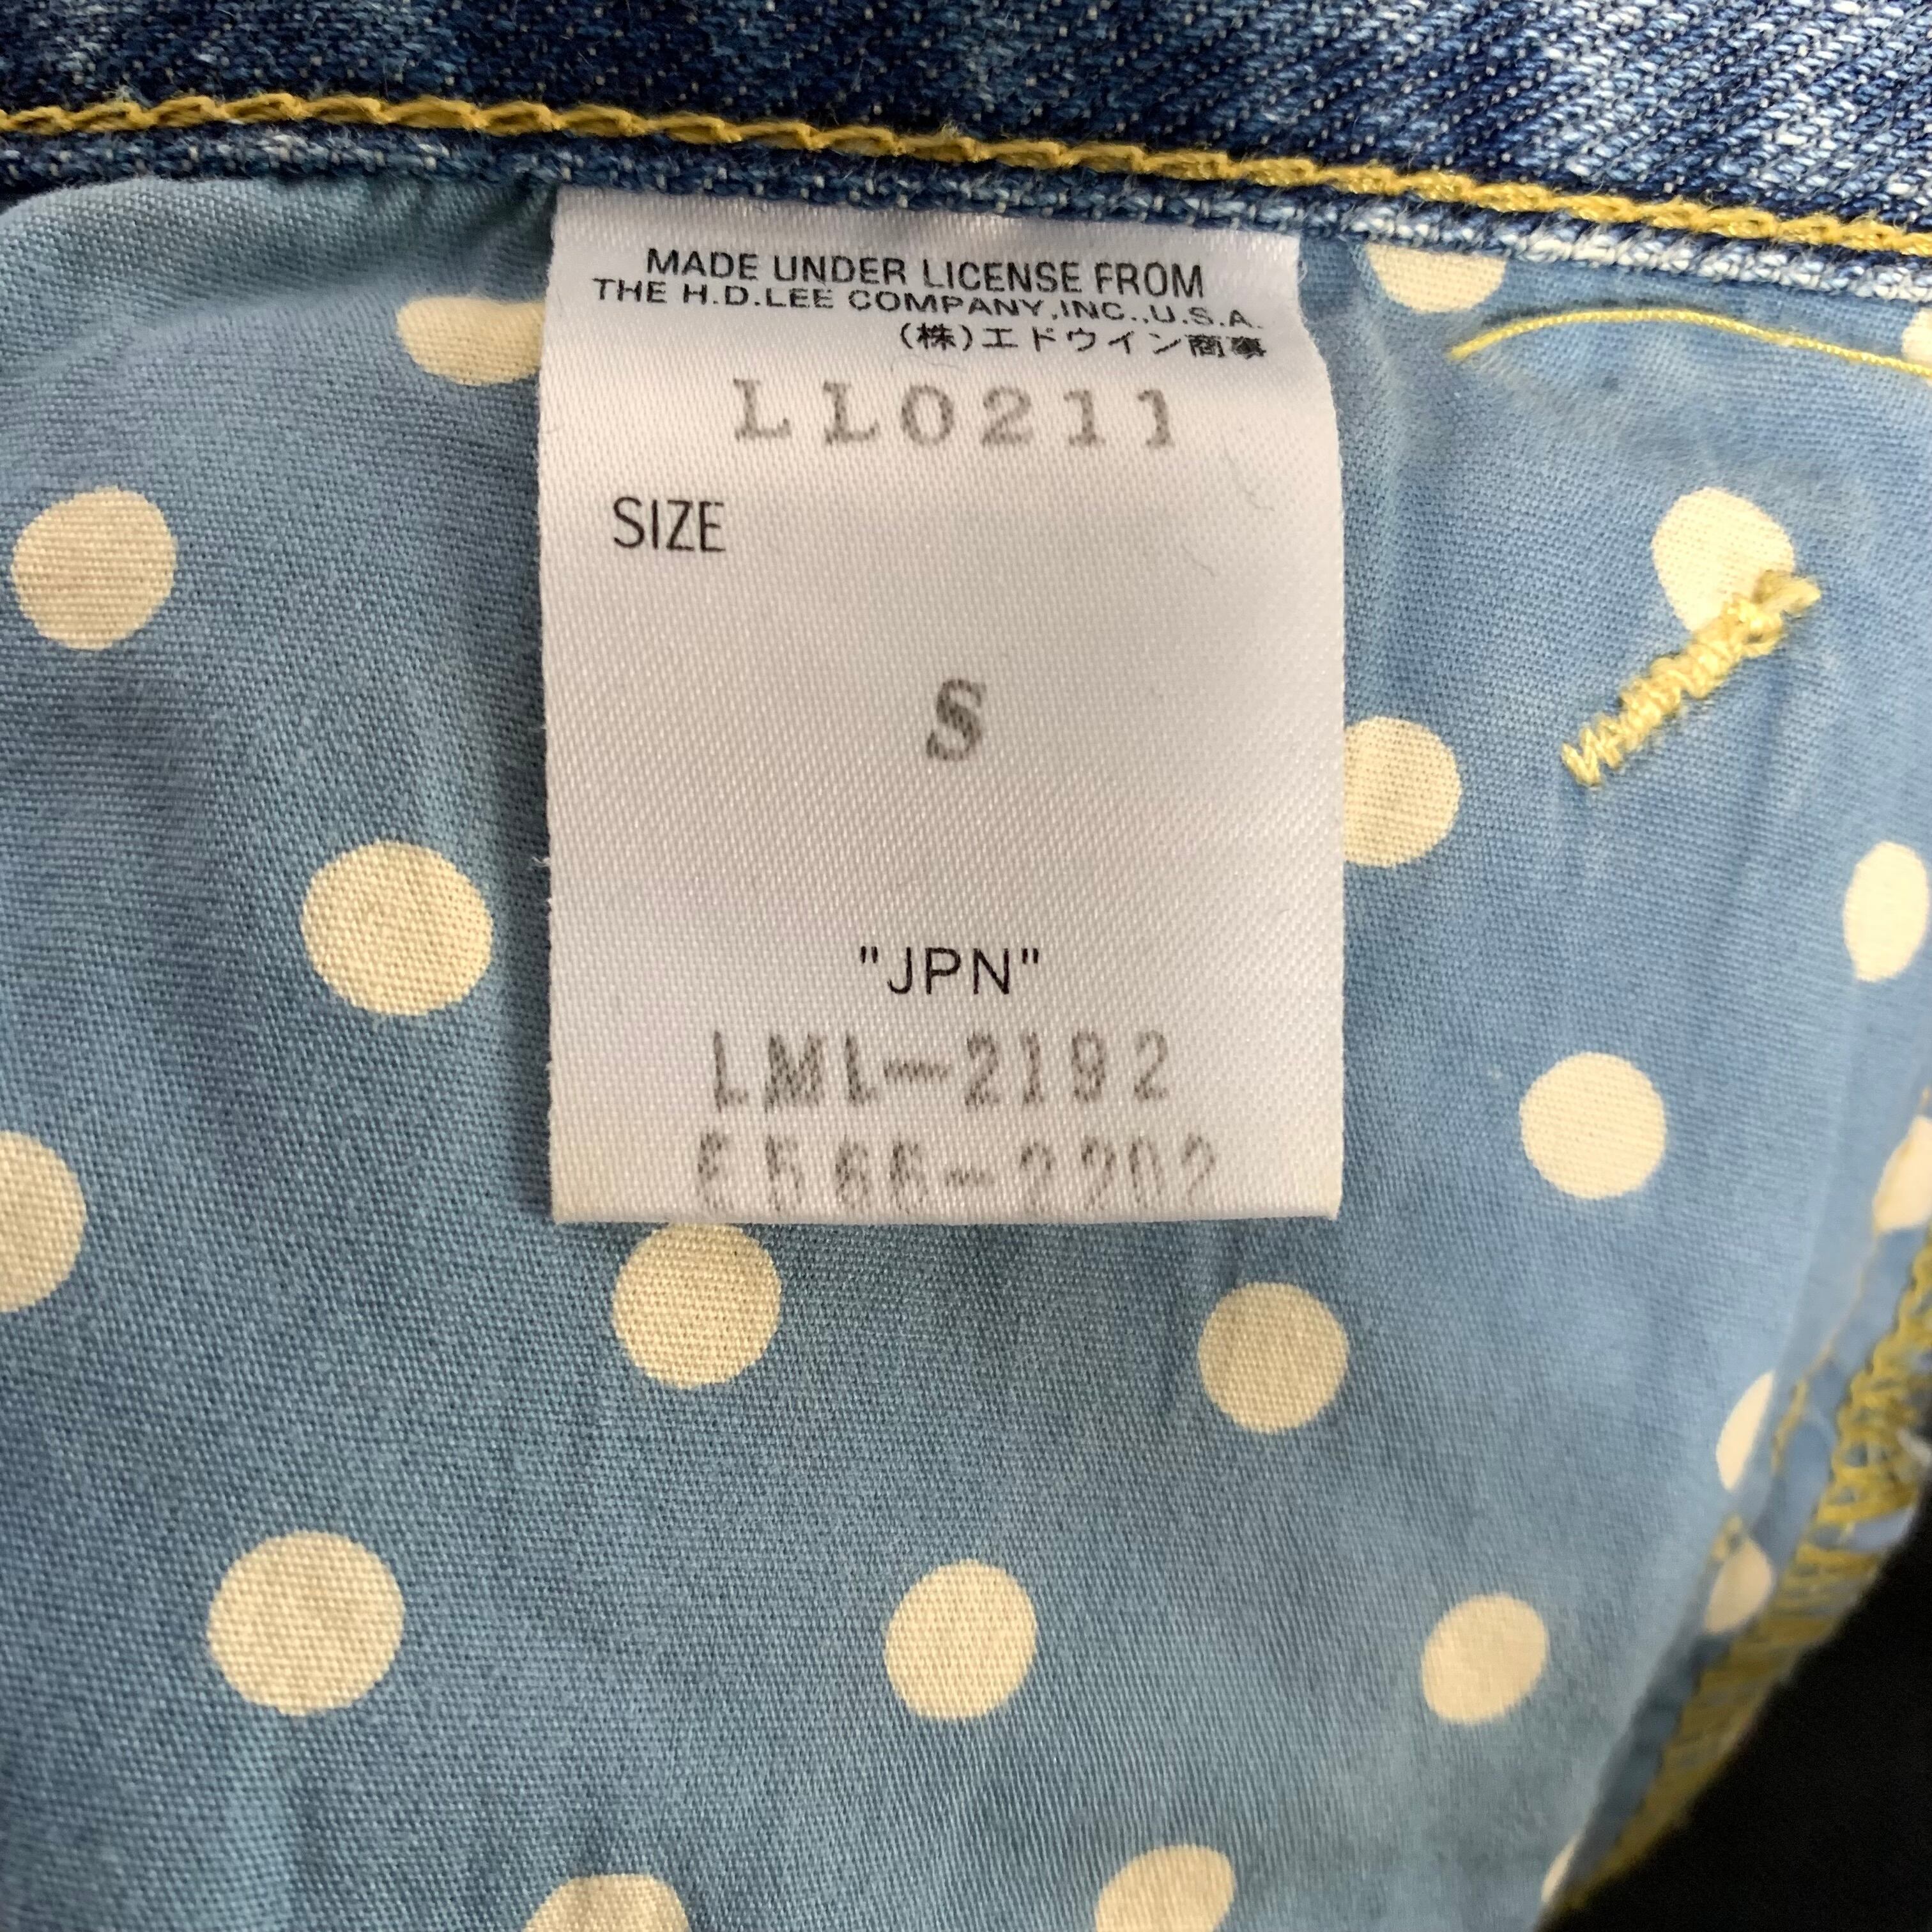 MADE UNDER LICENSE FROM
THE H.D.LEE COMPANY,INC.,U.S.A.
(株)エドウイン商事
LL0211
SIZE
S
"JPN"
LML-2192